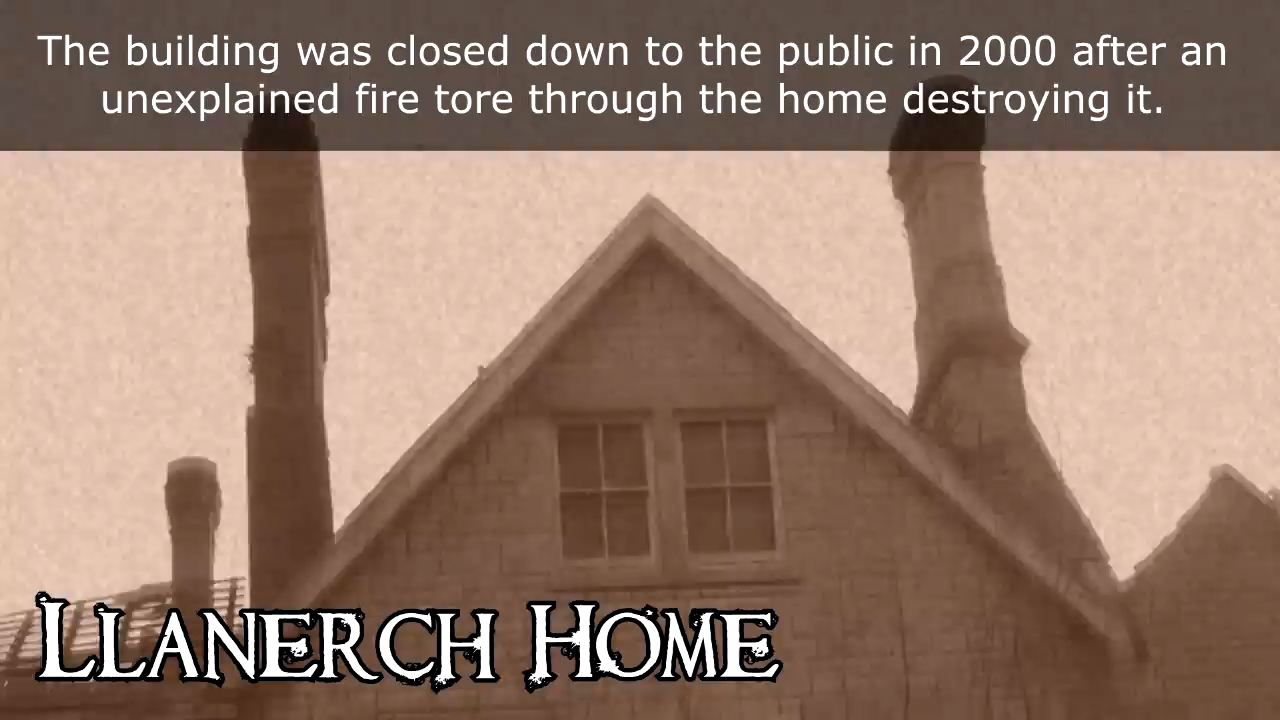 The building was closed down to the public in 2000 after an
unexplained fire tore through the home destroying it.
LLANERCH HOME